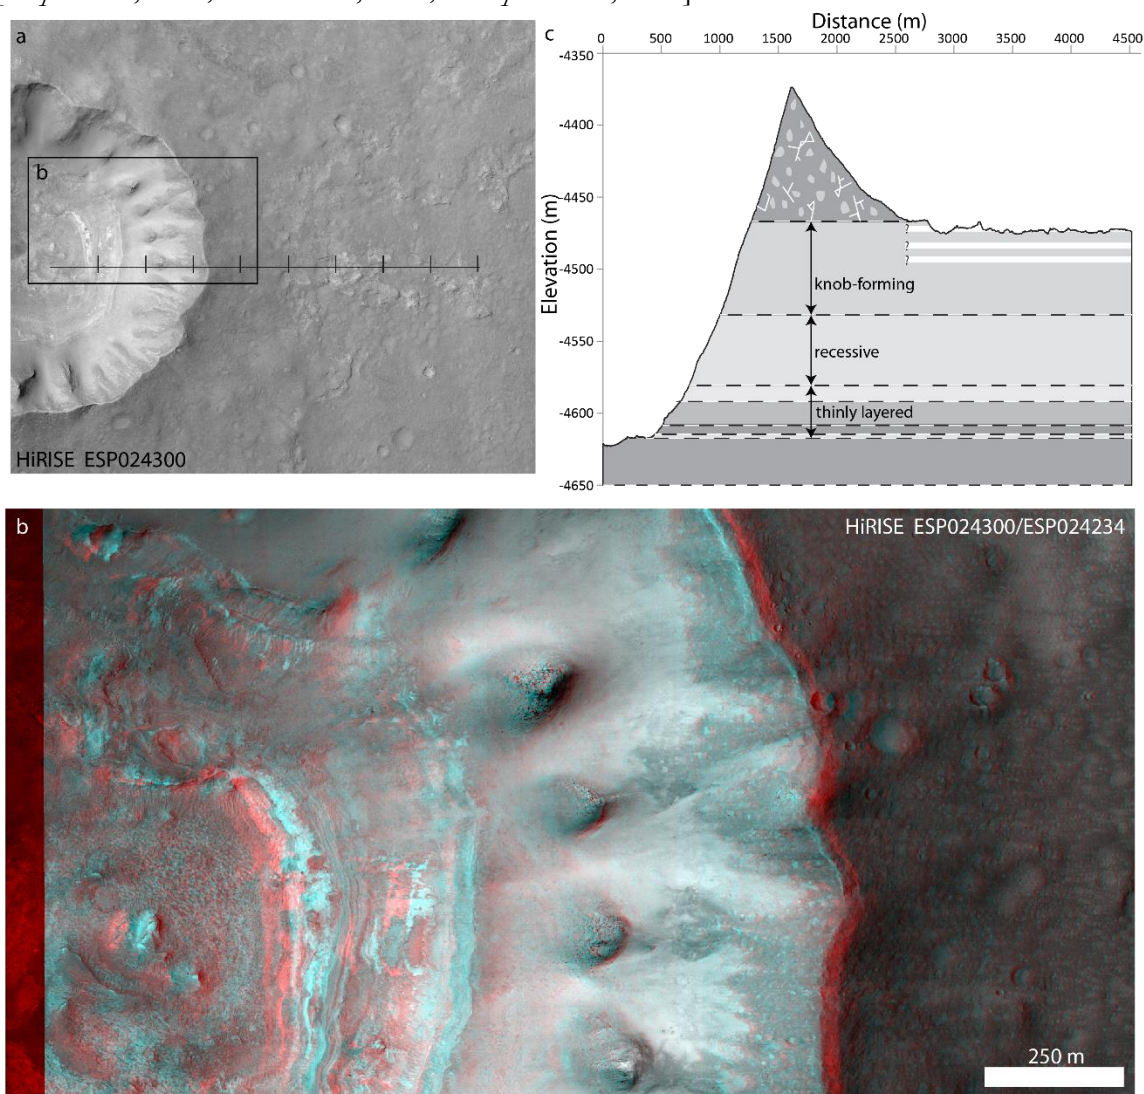 a
b
HiRISE ESP024300
c
Distance (m)
0 500 1000 1500 2000 2500 3000 3500 4000 4500
Elevation (m)
-4350
-4400
-4450
-4500
-4550
-4600
-4650
knob-forming
recessive
thinly layered
b
HiRISE ESP024300/ESP024234
250 m